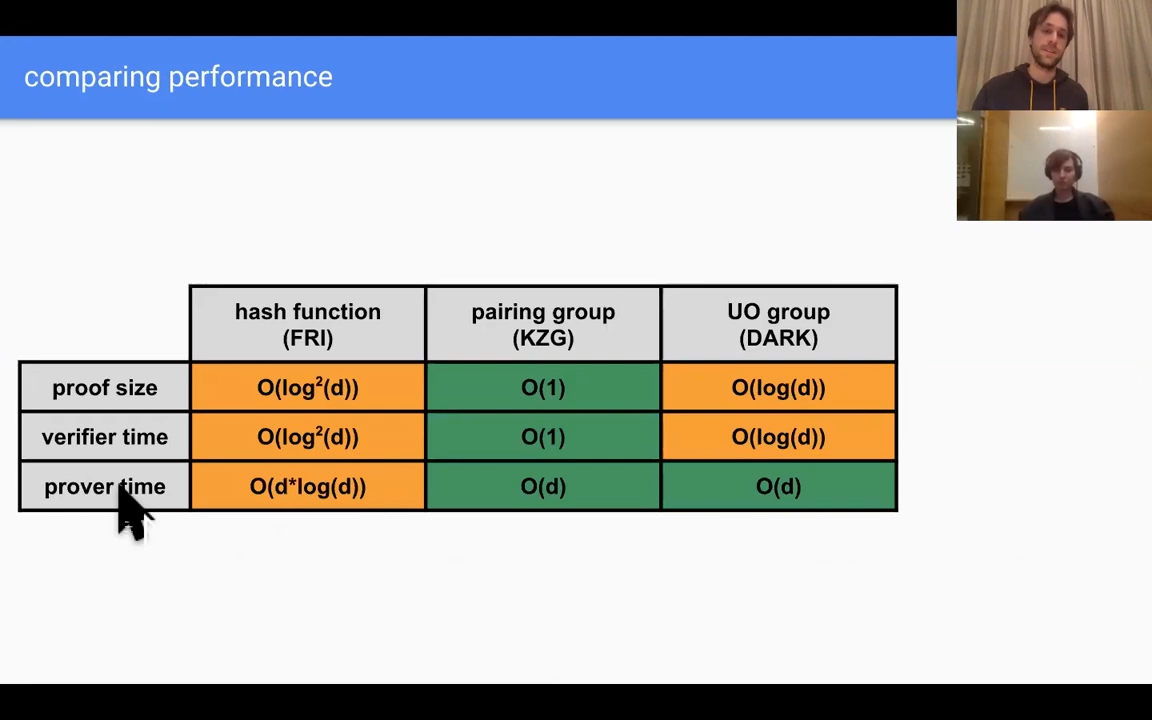 comparing performance
hash function
(FRI)
pairing group
(KZG)
UO group
(DARK)
proof size
O(log²(d))
O(1)
O(log(d))
verifier time
O(log²(d))
O(1)
O(log(d))
prover time
O(d*log(d))
O(d)
O(d)